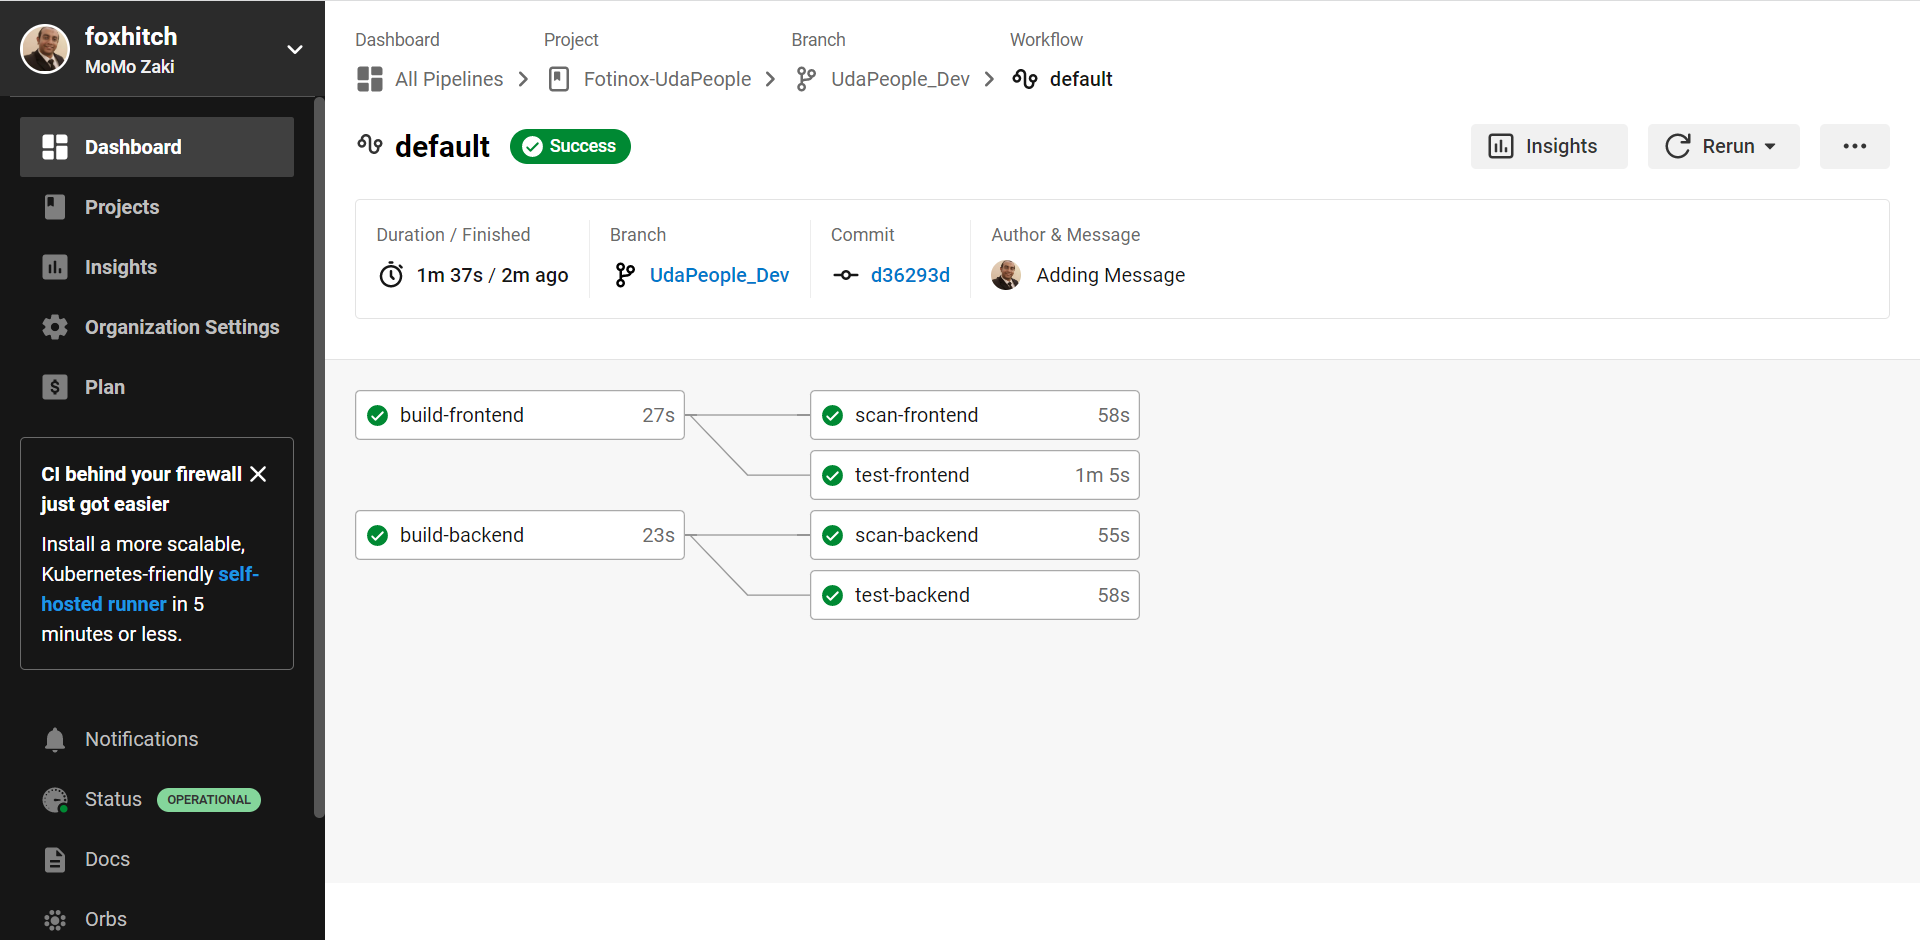 foxhitch
MoMo Zaki
Dashboard
Projects
Insights
Organization Settings
Plan
CI behind your firewall
just got easier
Install a more scalable,
Kubernetes-friendly self-
hosted runner in 5
minutes or less.
Notifications
Status OPERATIONAL
Docs
Orbs
Dashboard Project Branch Workflow
All Pipelines Fotinox-UdaPeople UdaPeople_Dev default
default Success
Insights Rerun
Duration / Finished Branch Commit Author & Message
1m 37s / 2m ago UdaPeople_Dev d36293d Adding Message
build-frontend 27s scan-frontend 58s
test-frontend 1m 5s
build-backend 23s scan-backend 55s
test-backend 58s